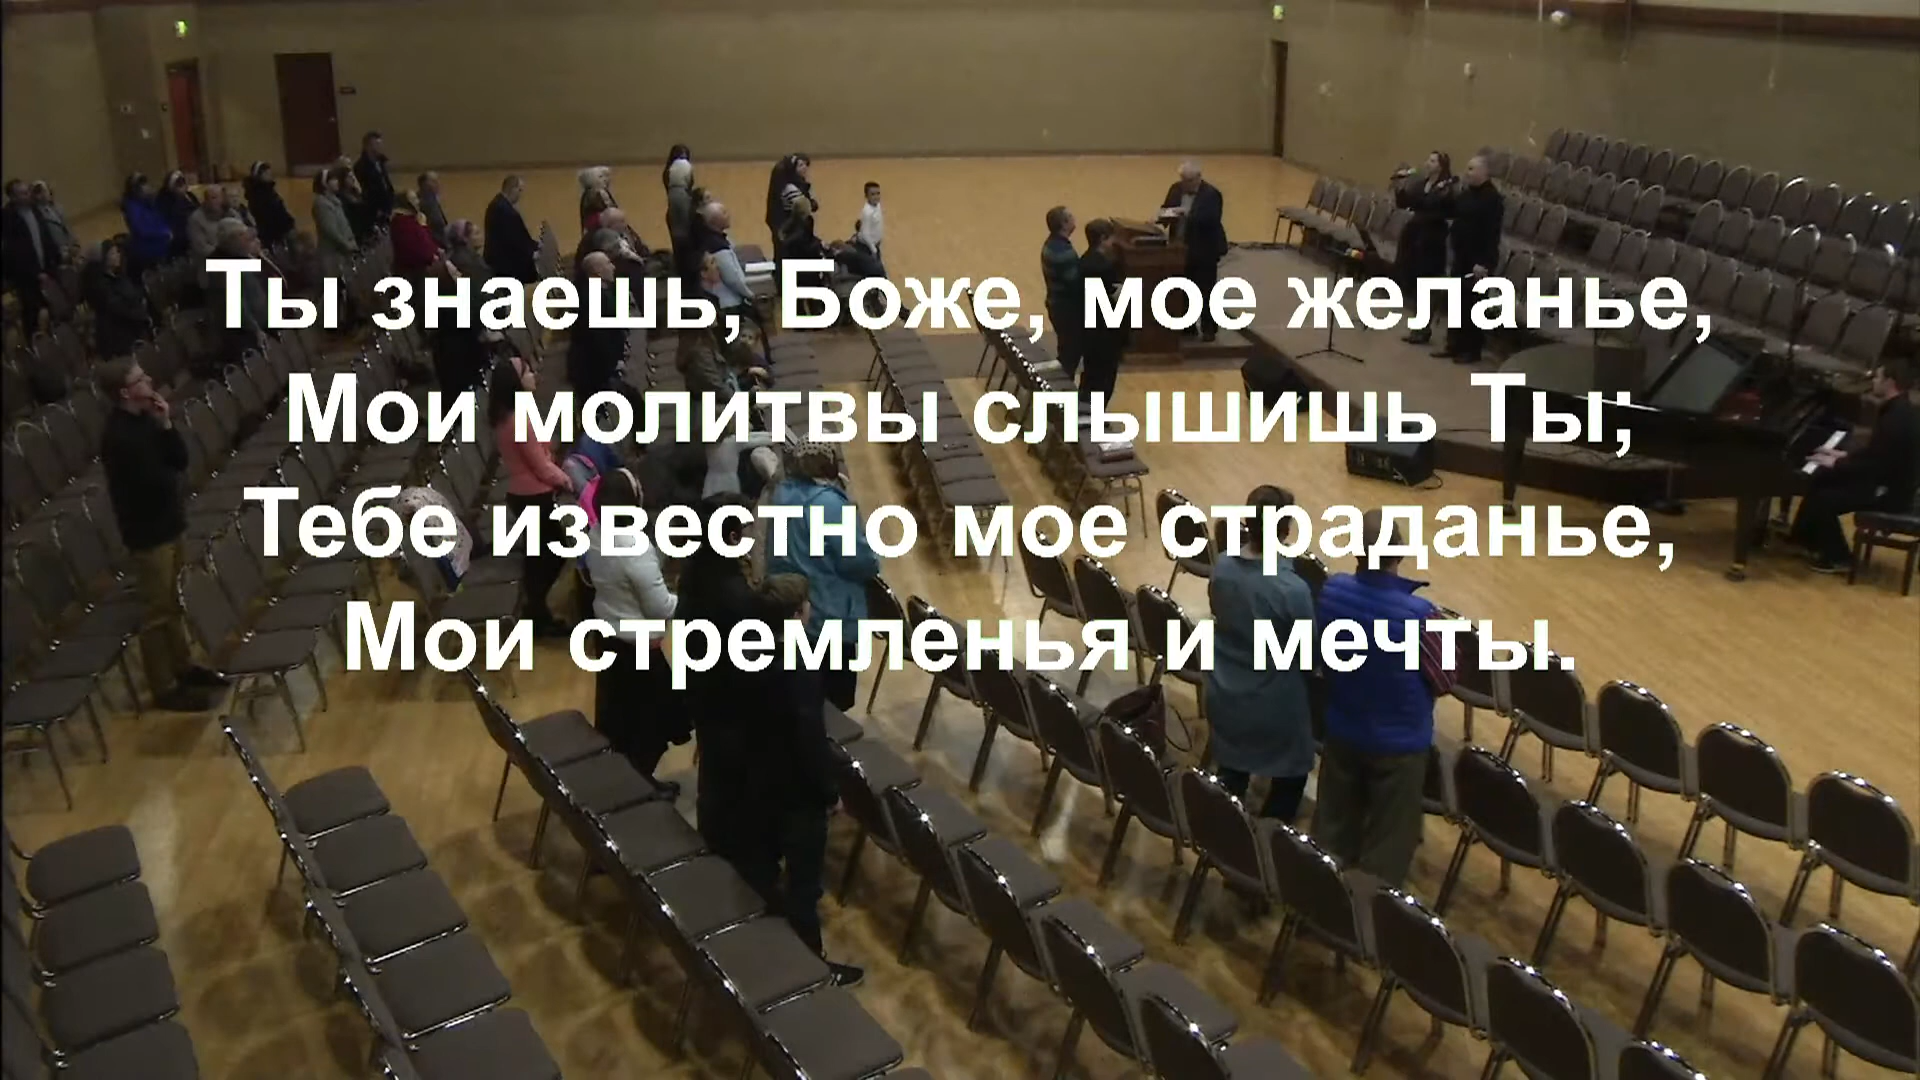 Ты знаешь, Боже, мое желанье,
Мои молитвы слышишь Ты;
Тебе известно мое страданье,
Мои стремленья и мечты.